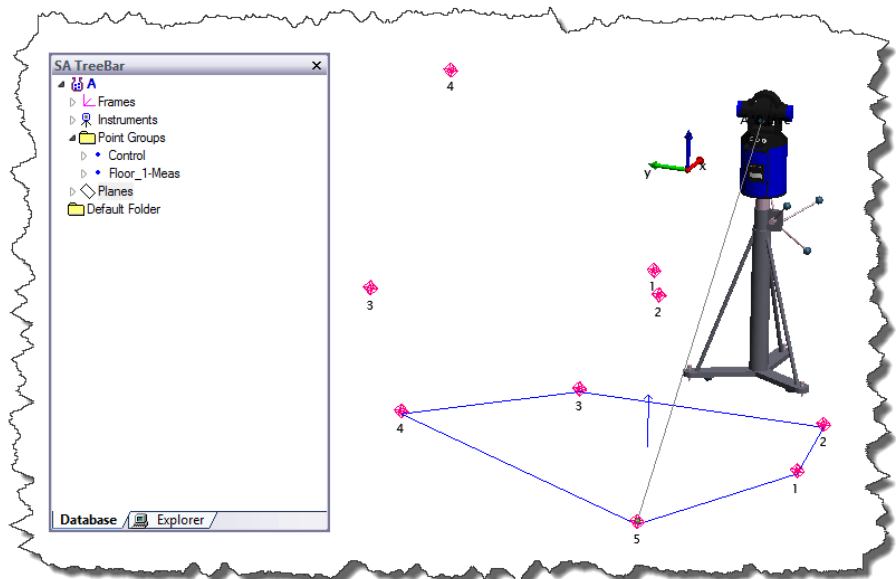 SA TreeBar
A
Frames
Instruments
Point Groups
Control
Floor_1-Meas
Planes
Default Folder
Database
Explorer
4
y
x
3
1
2
3
4
2
1
5